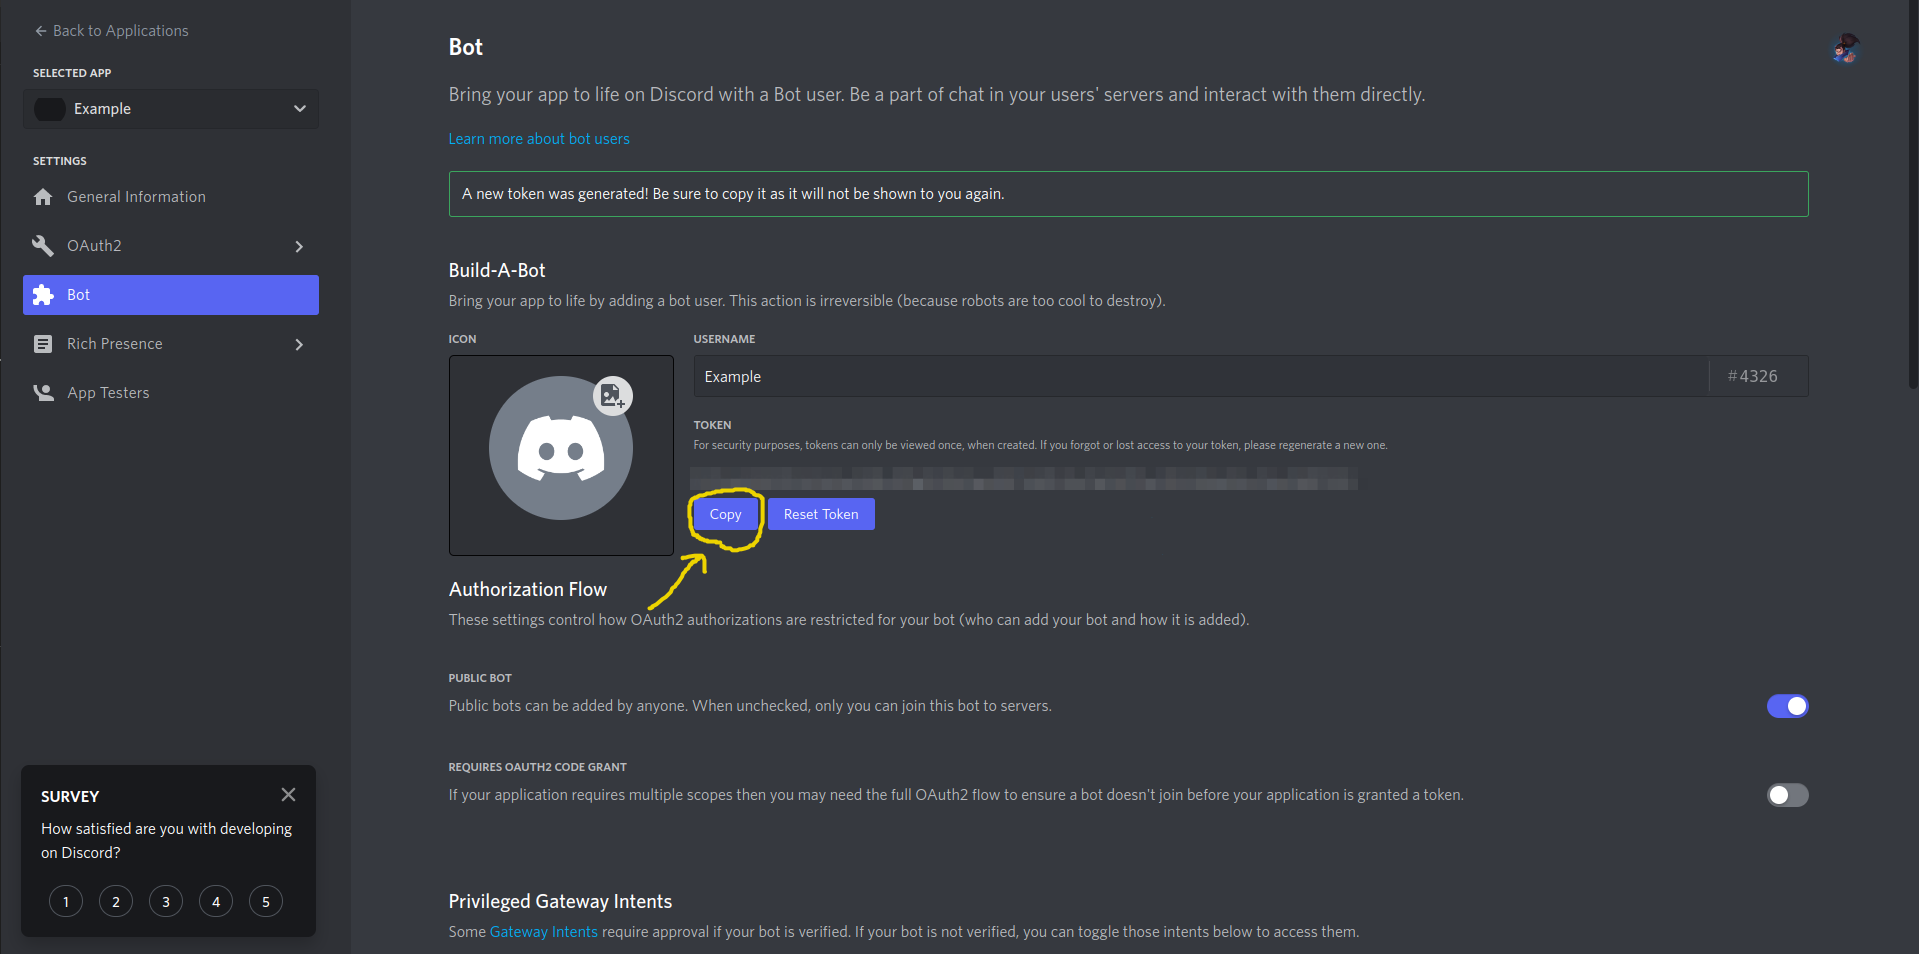 Back to Applications
SELECTED APP
Example
SETTINGS
General Information
OAuth2
Bot
Rich Presence
App Testers
SURVEY
How satisfied are you with developing
on Discord?
1 2 3 4 5
Bot
Bring your app to life on Discord with a Bot user. Be a part of chat in your users' servers and interact with them directly.
Learn more about bot users
A new token was generated! Be sure to copy it as it will not be shown to you again.
Build-A-Bot
Bring your app to life by adding a bot user. This action is irreversible (because robots are too cool to destroy).
ICON
USERNAME
Example #4326
TOKEN
For security purposes, tokens can only be viewed once, when created. If you forgot or lost access to your token, please regenerate a new one.
Copy Reset Token
Authorization Flow
These settings control how OAuth2 authorizations are restricted for your bot (who can add your bot and how it is added).
PUBLIC BOT
Public bots can be added by anyone. When unchecked, only you can join this bot to servers.
REQUIRES OAUTH2 CODE GRANT
If your application requires multiple scopes then you may need the full OAuth2 flow to ensure a bot doesn't join before your application is granted a token.
Privileged Gateway Intents
Some Gateway Intents require approval if your bot is verified. If your bot is not verified, you can toggle those intents below to access them.